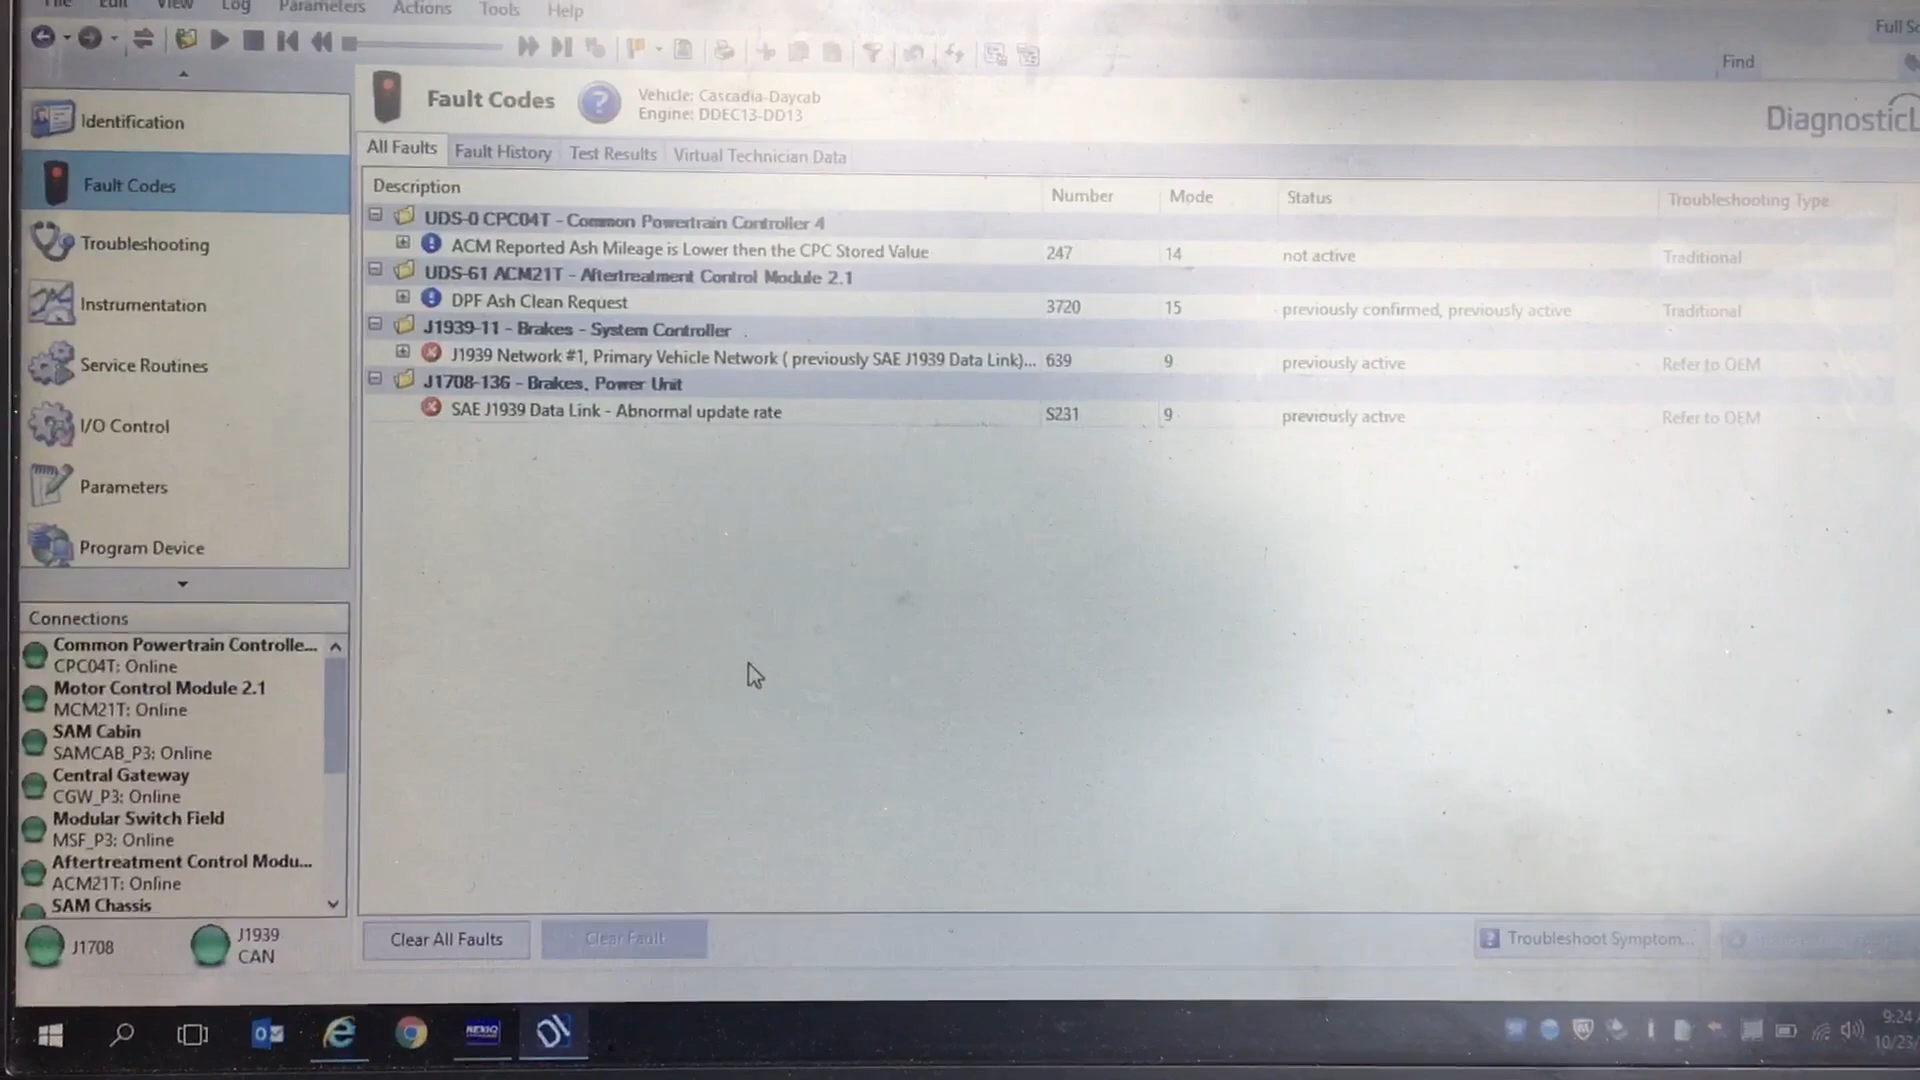 File Edit View Log Parameters Actions Tools Help
Full Sc
Find
Identification
Fault Codes
Troubleshooting
Instrumentation
Service Routines
I/O Control
Parameters
Program Device
Connections
Common Powertrain Controlle...
CPC04T: Online
Motor Control Module 2.1
MCM21T: Online
SAM Cabin
SAMCAB_P3: Online
Central Gateway
CGW_P3: Online
Modular Switch Field
MSF_P3: Online
Aftertreatment Control Modu...
ACM21T: Online
SAM Chassis
J1708
J1939
CAN
Fault Codes
Vehicle: Cascadia-Daycab
Engine: DDEC13-DD13
DiagnosticL
All Faults Fault History Test Results Virtual Technician Data
Description Number Mode Status Troubleshooting Type
UDS-0 CPC04T - Common Powertrain Controller 4
ACM Reported Ash Mileage is Lower then the CPC Stored Value 247 14 not active Traditional
UDS-61 ACM21T - Aftertreatment Control Module 2.1
DPF Ash Clean Request 3720 15 previously confirmed, previously active Traditional
J1939-11 - Brakes - System Controller
J1939 Network #1, Primary Vehicle Network ( previously SAE J1939 Data Link)... 639 9 previously active Refer to OEM
J1708-136 - Brakes, Power Unit
SAE J1939 Data Link - Abnormal update rate S231 9 previously active Refer to OEM
Clear All Faults Clear Fault Troubleshoot Symptom...
NEXIQ
9:24
10/23/